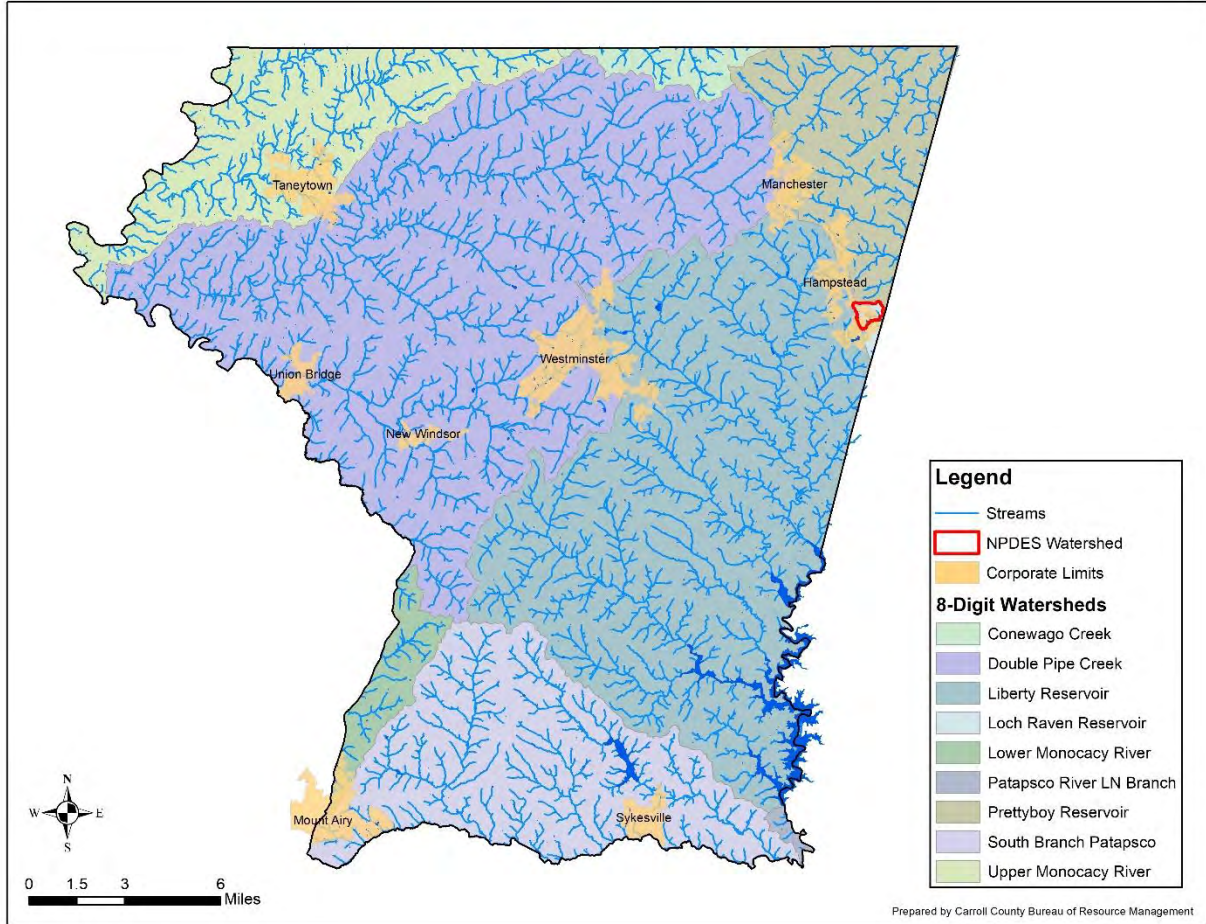 Taneytown
Manchester
Hampstead
Westminster
Union Bridge
New Windsor
Mount Airy
Sykesville
Legend
Streams
NPDES Watershed
Corporate Limits
8-Digit Watersheds
Conewago Creek
Double Pipe Creek
Liberty Reservoir
Loch Raven Reservoir
Lower Monocacy River
Patapsco River LN Branch
Prettyboy Reservoir
South Branch Patapsco
Upper Monocacy River
N
W E
S
0 1.5 3 6
Miles
Prepared by Carroll County Bureau of Resource Management